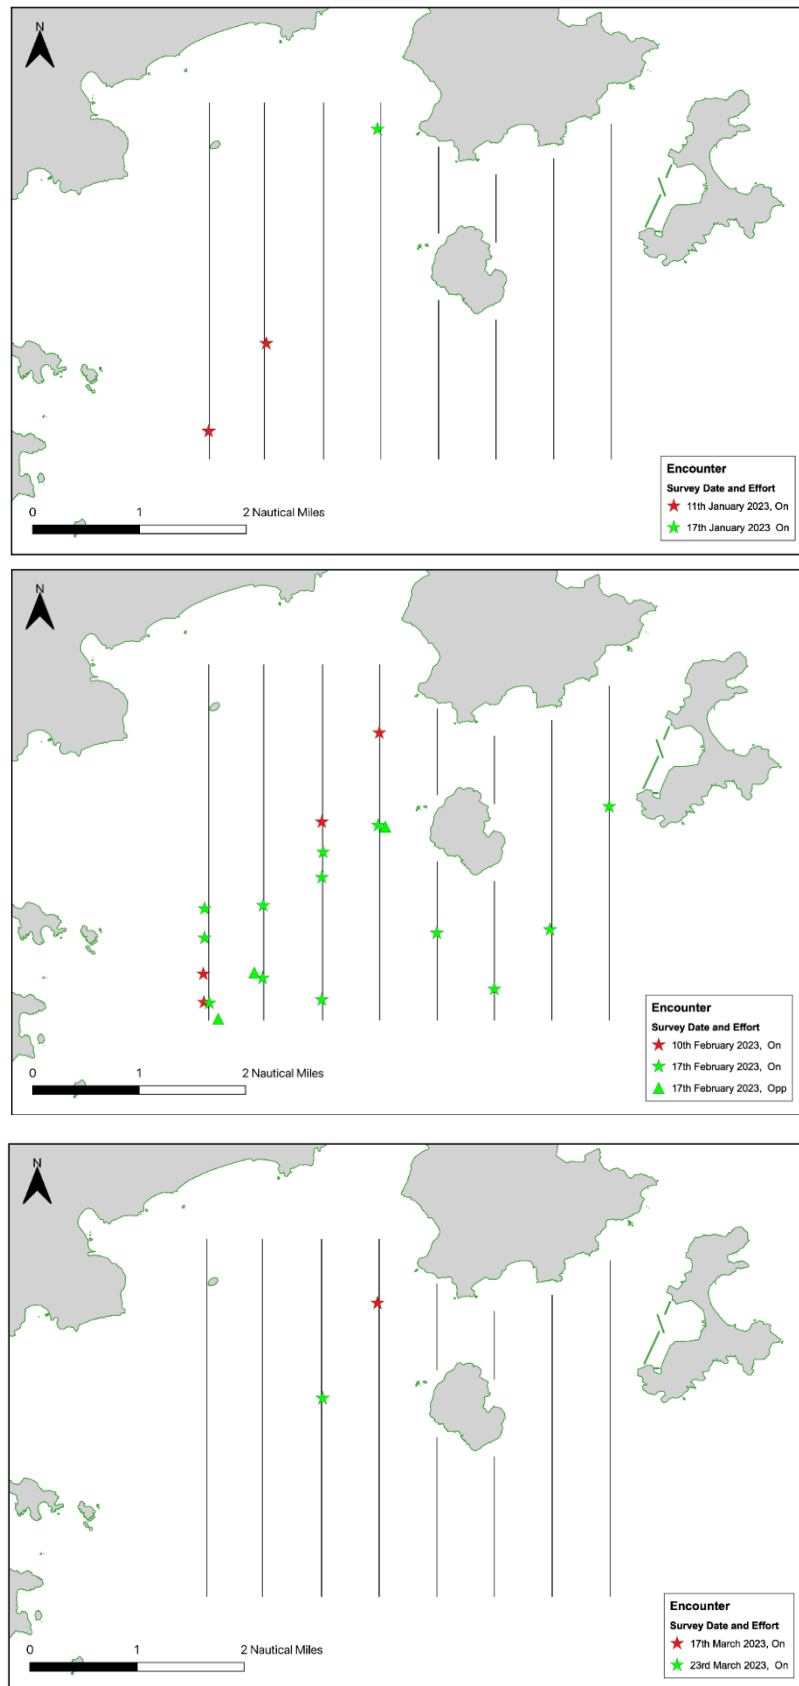 N
Encounter
Survey Date and Effort
11th January 2023, On
17th January 2023 On
0 1 2 Nautical Miles
N
Encounter
Survey Date and Effort
10th February 2023, On
17th February 2023, On
17th February 2023, Opp
0 1 2 Nautical Miles
N
Encounter
Survey Date and Effort
17th March 2023, On
23rd March 2023, On
0 1 2 Nautical Miles